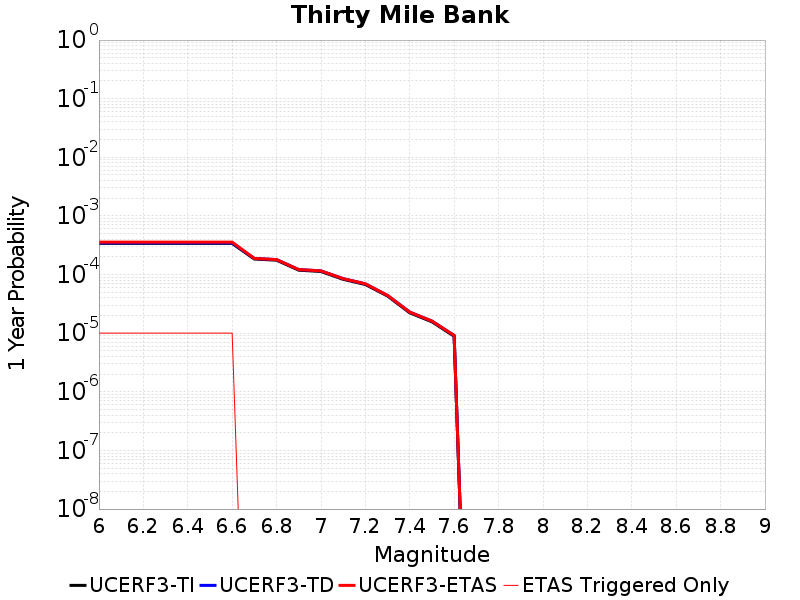 Thirty Mile Bank
10^0
10^-1
10^-2
10^-3
10^-4
10^-5
10^-6
10^-7
10^-8
1 Year Probability
6 6.2 6.4 6.6 6.8 7 7.2 7.4 7.6 7.8 8 8.2 8.4 8.6 8.8 9
Magnitude
UCERF3-TI UCERF3-TD UCERF3-ETAS ETAS Triggered Only